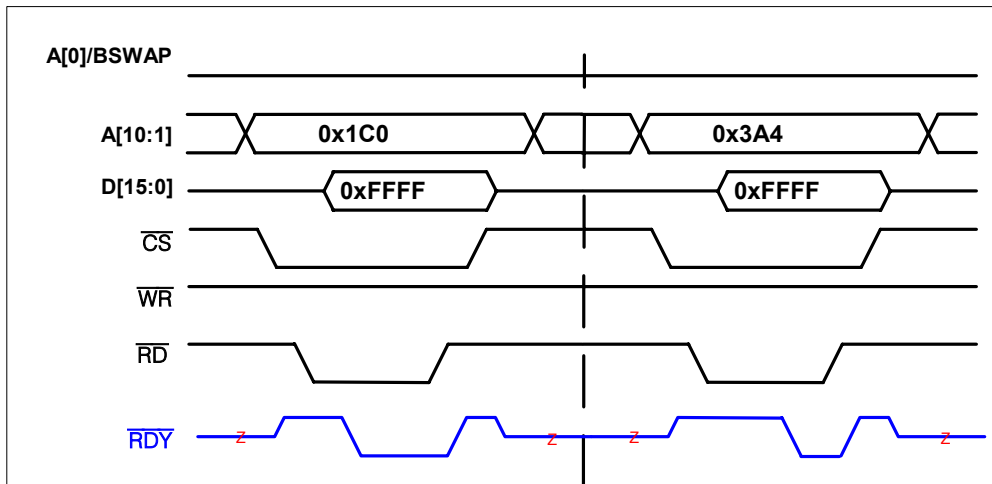 A[0]/BSWAP
A[10:1] 0x1C0 0x3A4
D[15:0] 0xFFFF 0xFFFF
CS
WR
RD
RDY Z Z Z Z